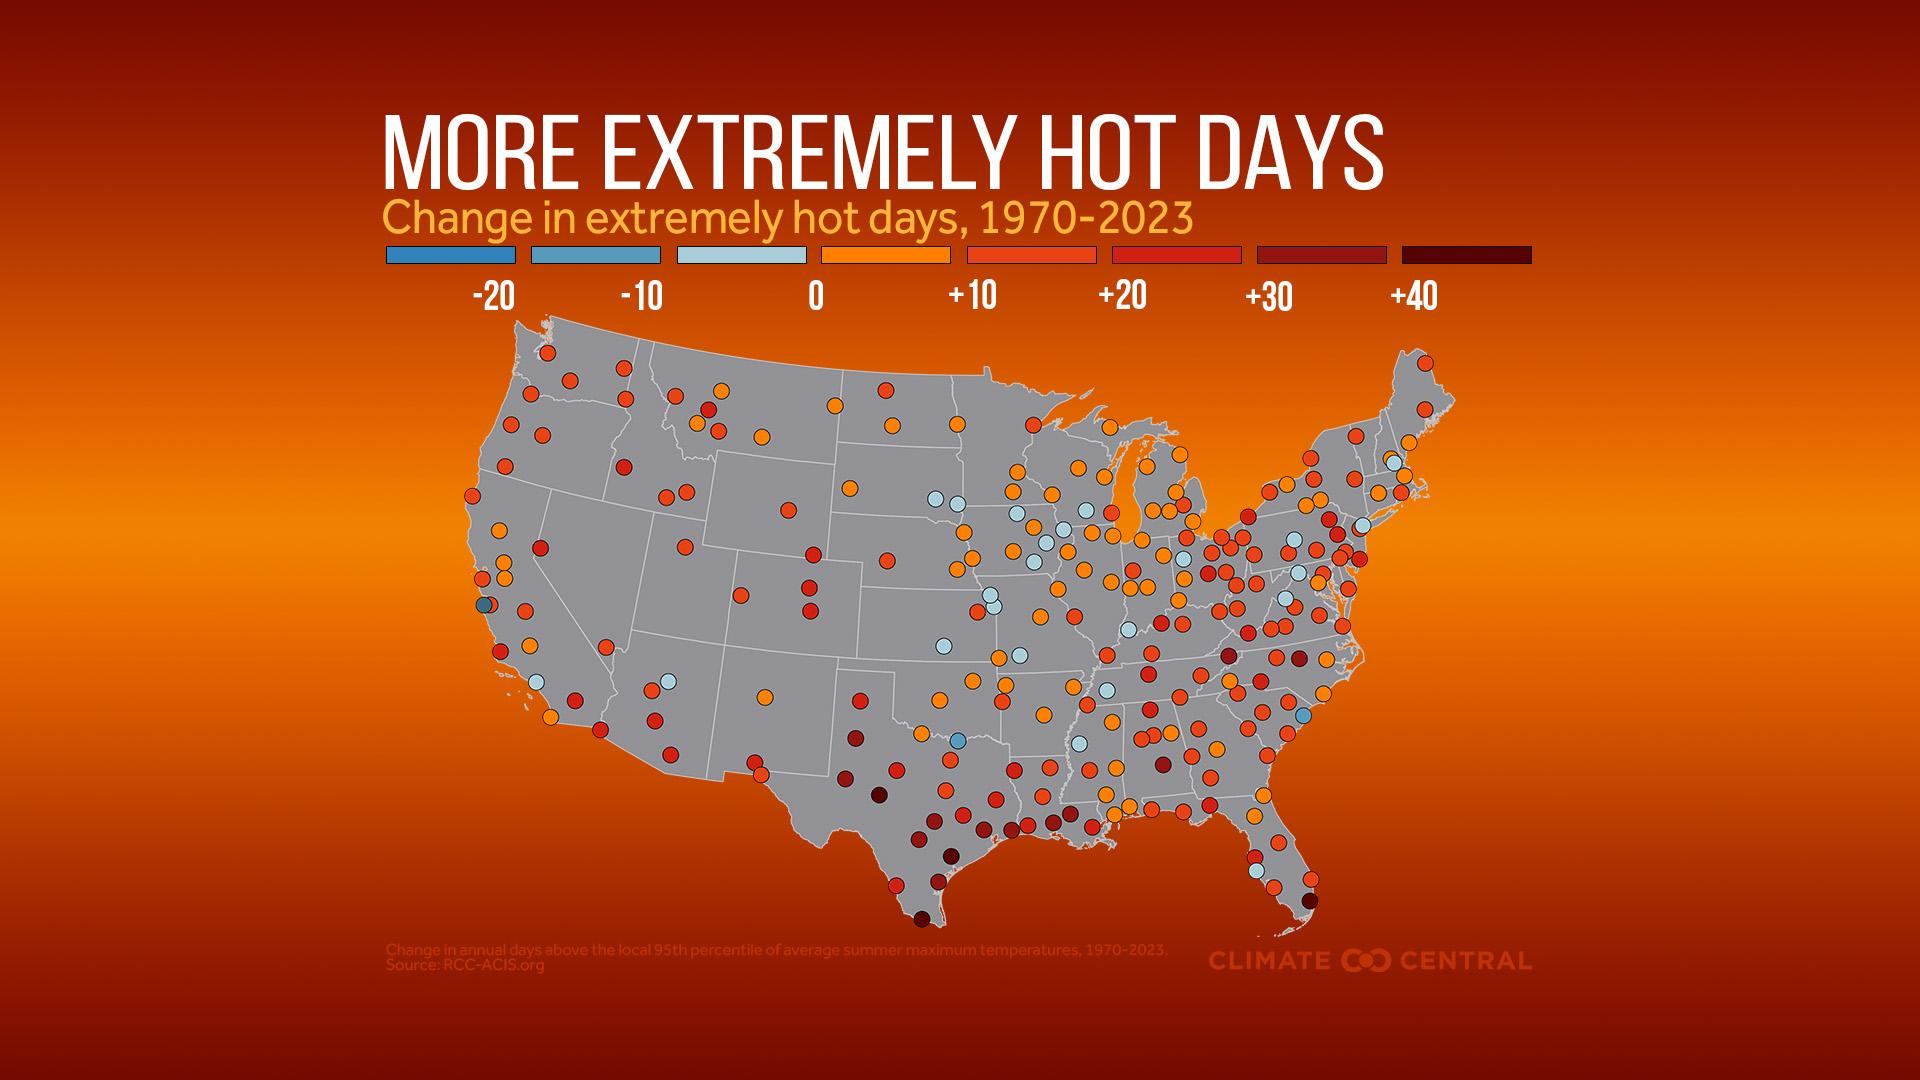 MORE EXTREMELY HOT DAYS
Change in extremely hot days, 1970-2023
-20 -10 0 +10 +20 +30 +40
Change in annual days above the local 95th percentile of average summer maximum temperatures, 1970-2023.
Source: RCC-ACIS.org
CLIMATE CENTRAL